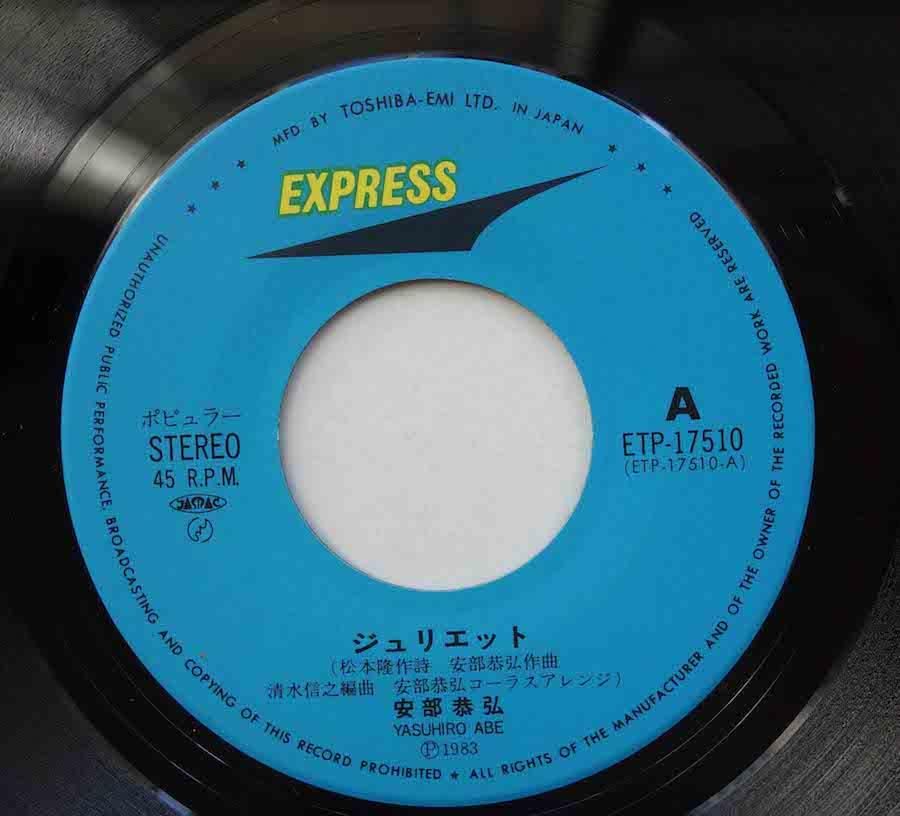 MFD. BY TOSHIBA-EMI LTD. IN JAPAN
EXPRESS
ポピュラー
STEREO
45 R.P.M.
JASRAC
A
ETP-17510
(ETP-17510-A)
ジュリエット
(松本隆作詩 安部恭弘作曲
清水信之編曲 安部恭弘コーラスアレンジ)
安部恭弘
YASUHIRO ABE
Ⓟ1983
UNAUTHORIZED PUBLIC PERFORMANCE, BROADCASTING AND COPYING OF THIS RECORD PROHIBITED ★ ALL RIGHTS OF THE MANUFACTURER AND OF THE OWNER OF THE RECORDED WORK ARE RESERVED